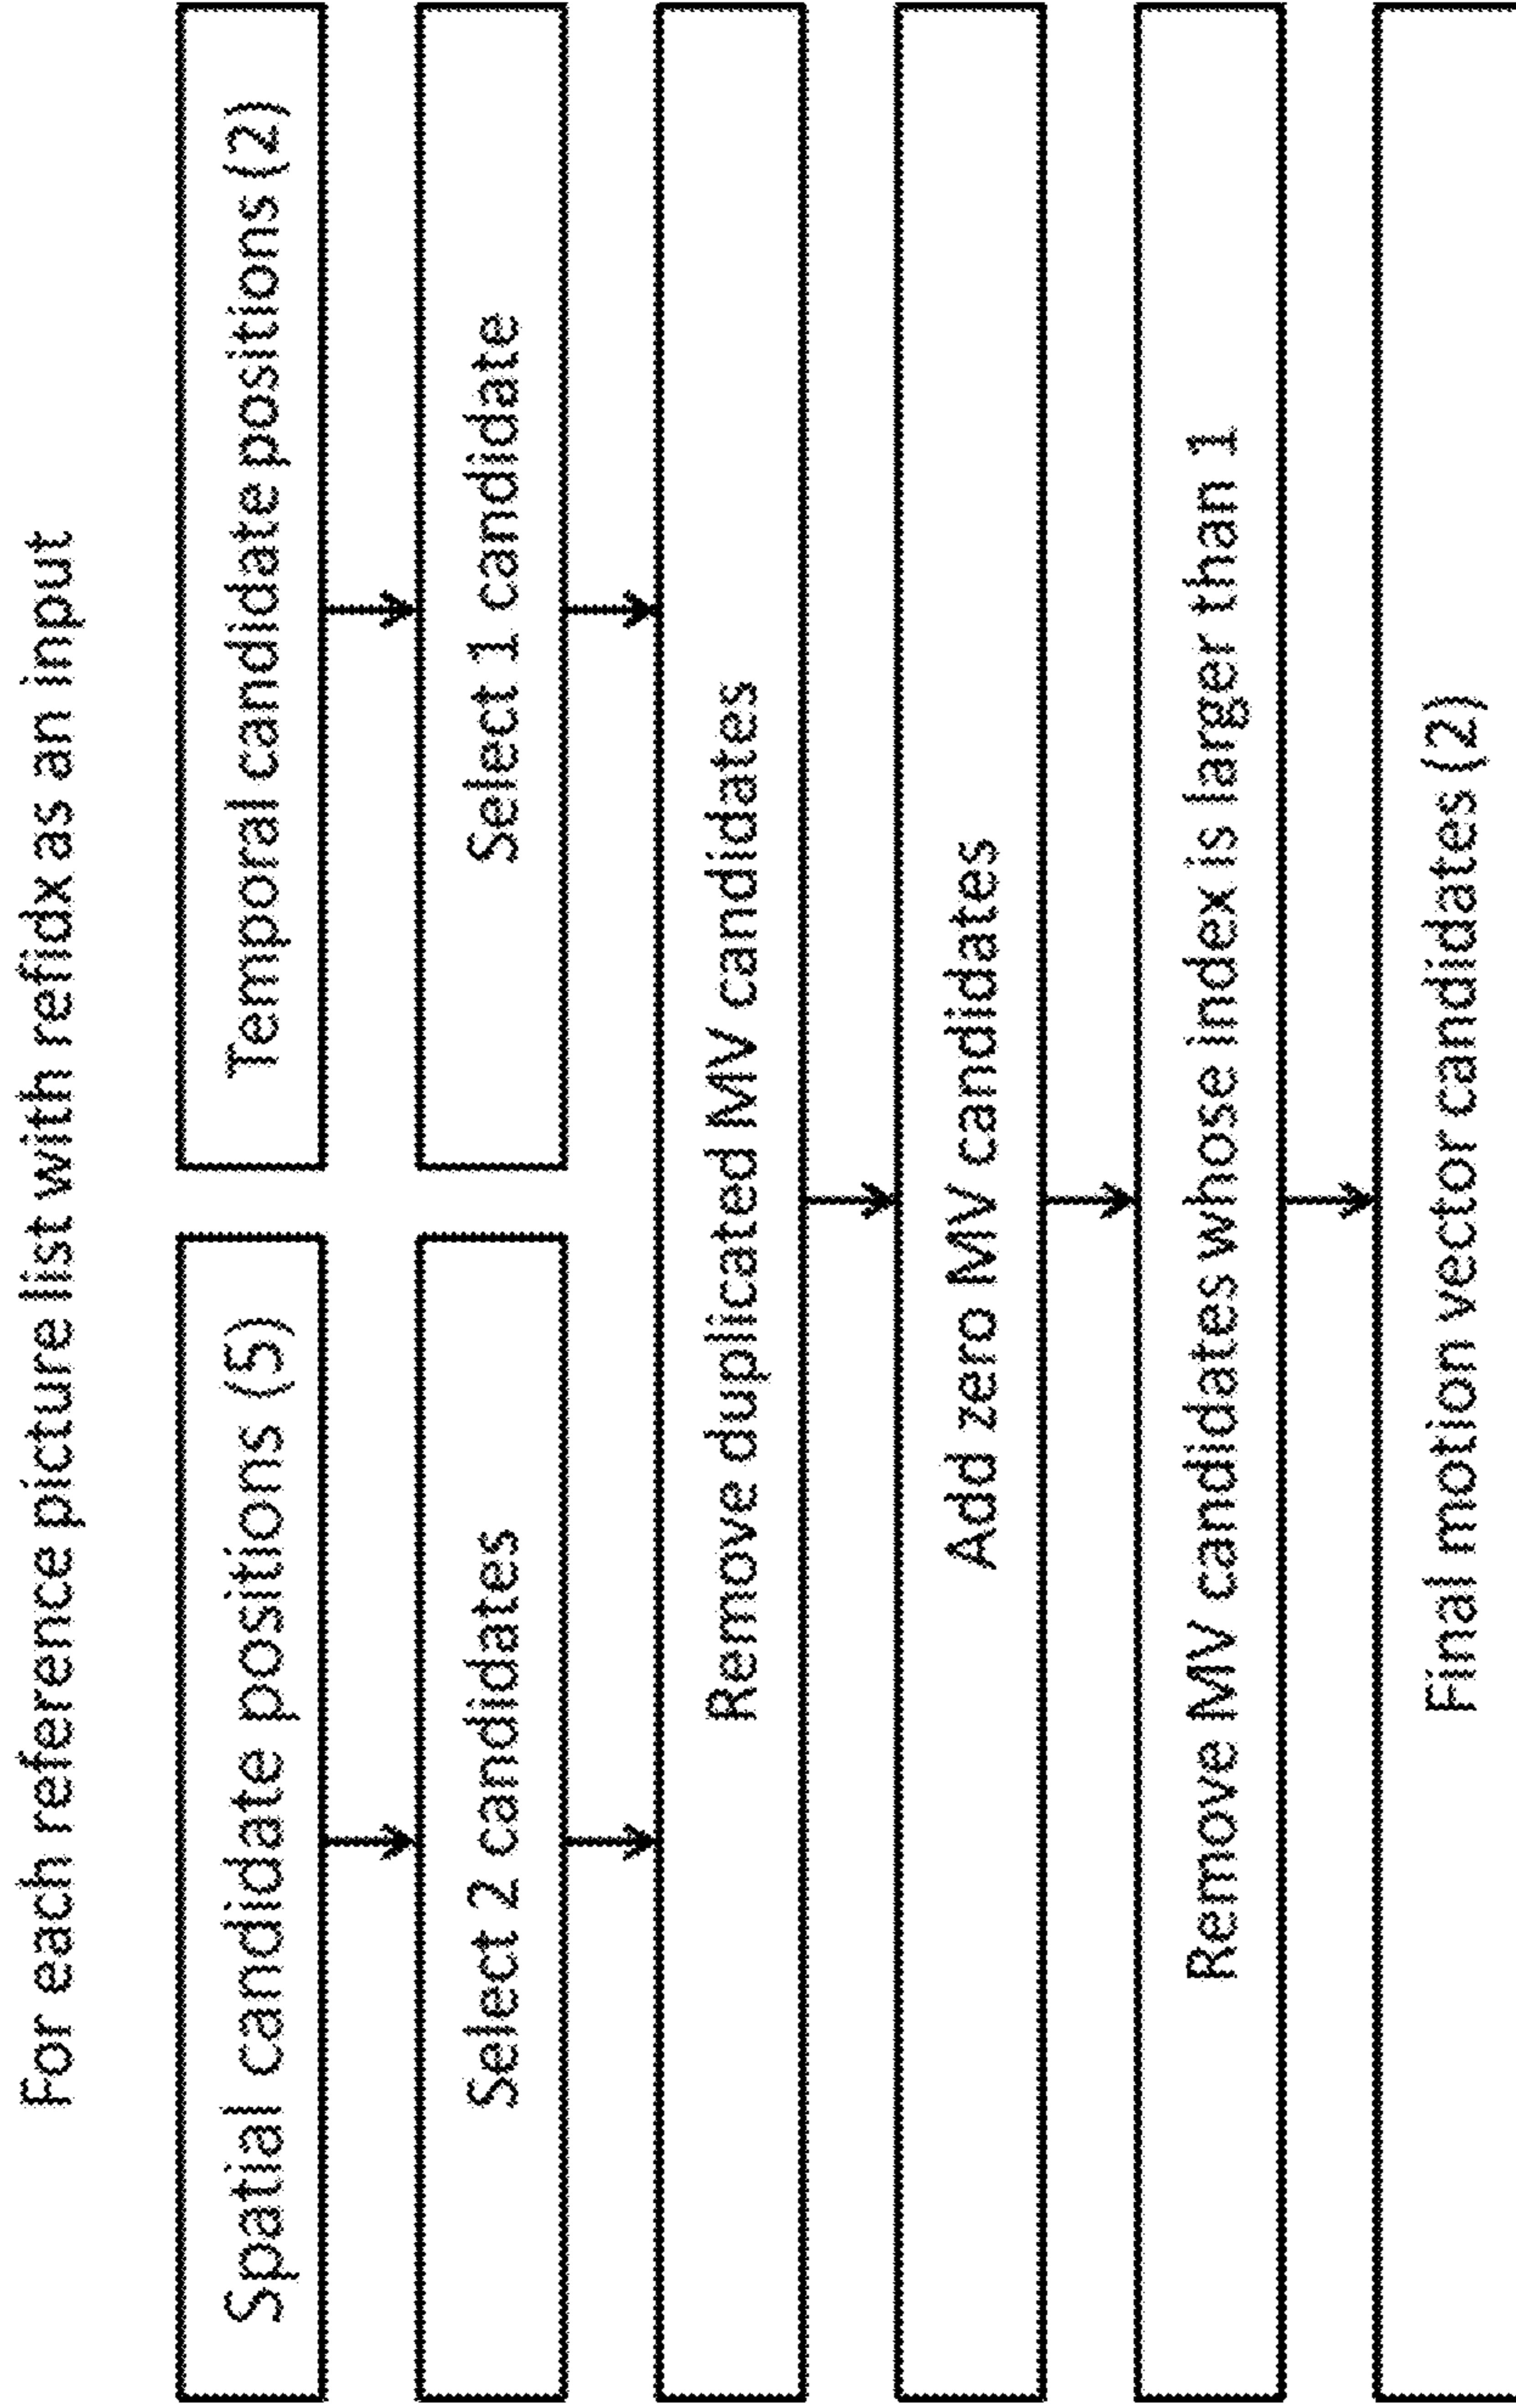 For each reference picture list with refidx as an input
Spatial candidate positions (5)
Temporal candidate positions (2)
Select 2 candidates
Select 1 candidate
Remove duplicated MV candidates
Add zero MV candidates
Remove MV candidates whose index is larger than 1
Final motion vector candidates (2)